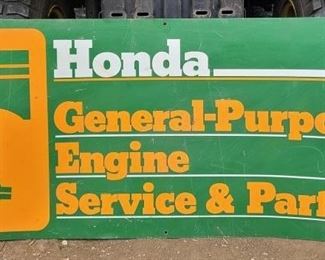 Honda
General-Purpo
Engine
Service & Part